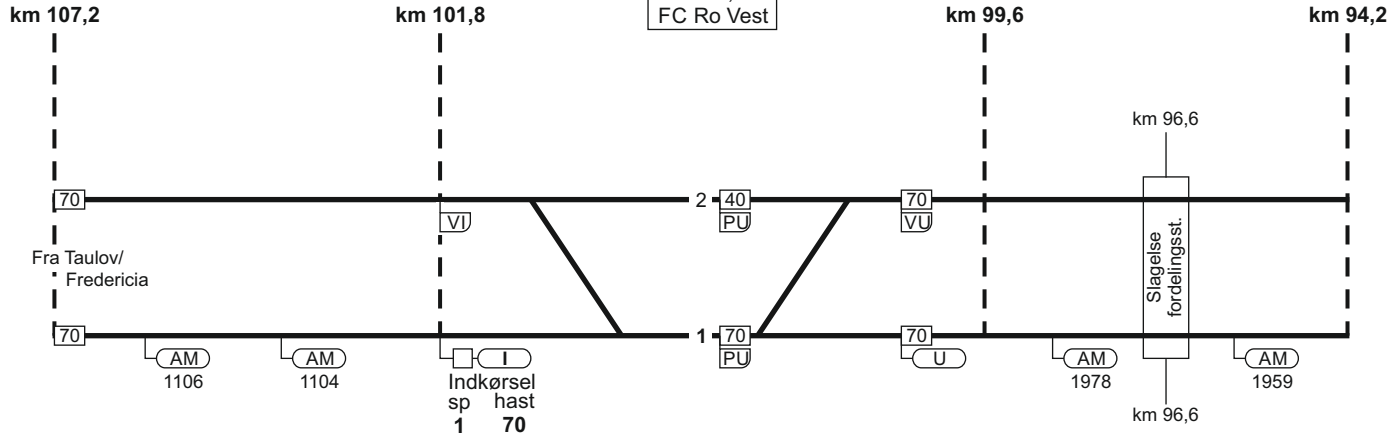 FC Ro Vest
km 107,2
km 101,8
km 99,6
km 94,2
km 96,6
70
2
40
70
VI
PU
VU
Fra Taulov/
Fredericia
Slagelse
fordelingsst.
70
1
70
70
AM
1106
AM
1104
I
PU
U
AM
1978
AM
1959
Indkørsel
sp hast
1 70
km 96,6